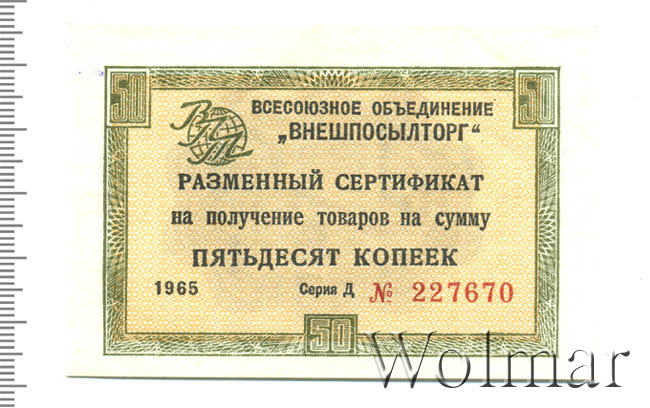 50 50
ВПТ
ВСЕСОЮЗНОЕ ОБЪЕДИНЕНИЕ
„ВНЕШПОСЫЛТОРГ“
РАЗМЕННЫЙ СЕРТИФИКАТ
на получение товаров на сумму
ПЯТЬДЕСЯТ КОПЕЕК
1965 Серия Д № 227670
50
Wolmar